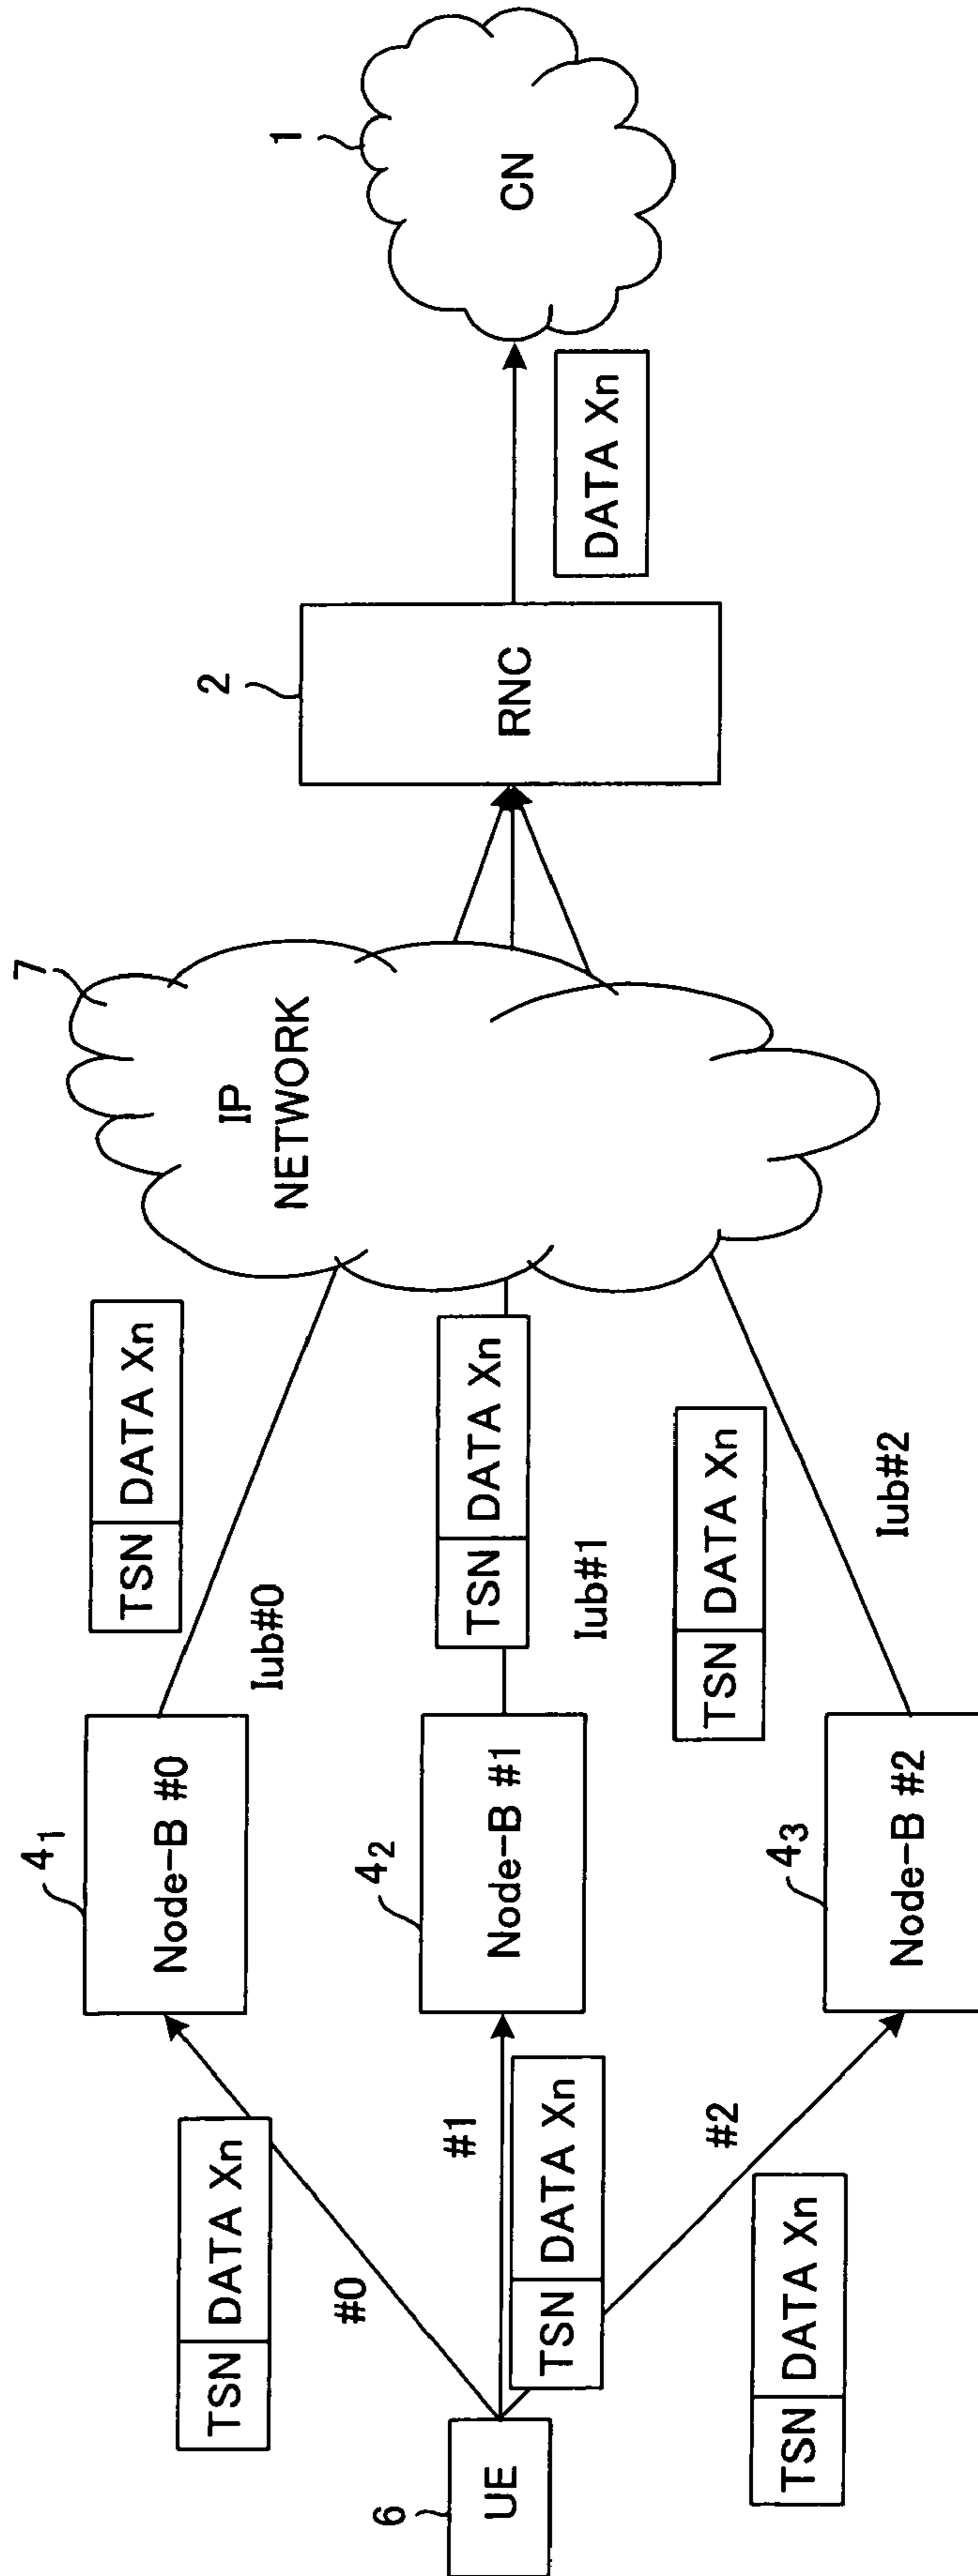 6
UE
#0
TSN DATA Xn
#1
TSN DATA Xn
#2
TSN DATA Xn
4₁
Node-B #0
4₂
Node-B #1
4₃
Node-B #2
TSN DATA Xn
Iub#0
TSN DATA Xn
Iub#1
TSN DATA Xn
Iub#2
7
IP
NETWORK
2
RNC
DATA Xn
1
CN